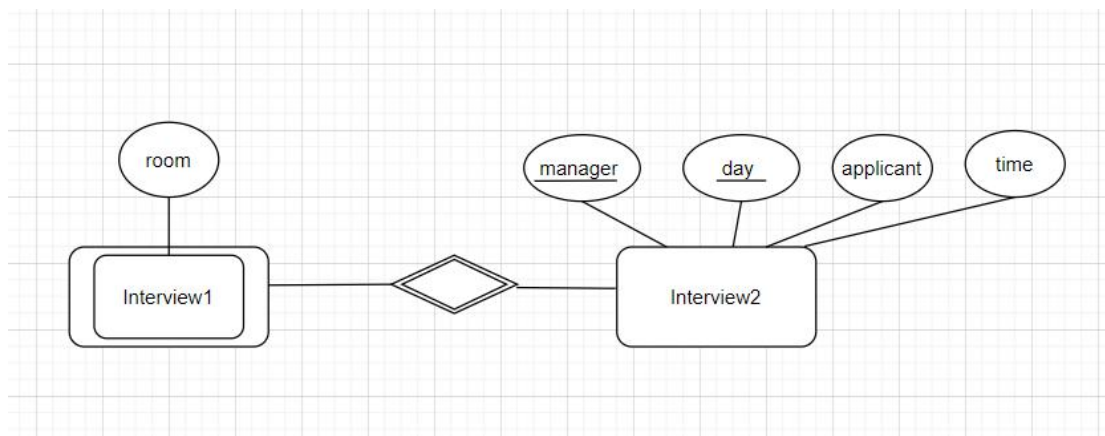 room
manager
day
applicant
time
Interview1
Interview2